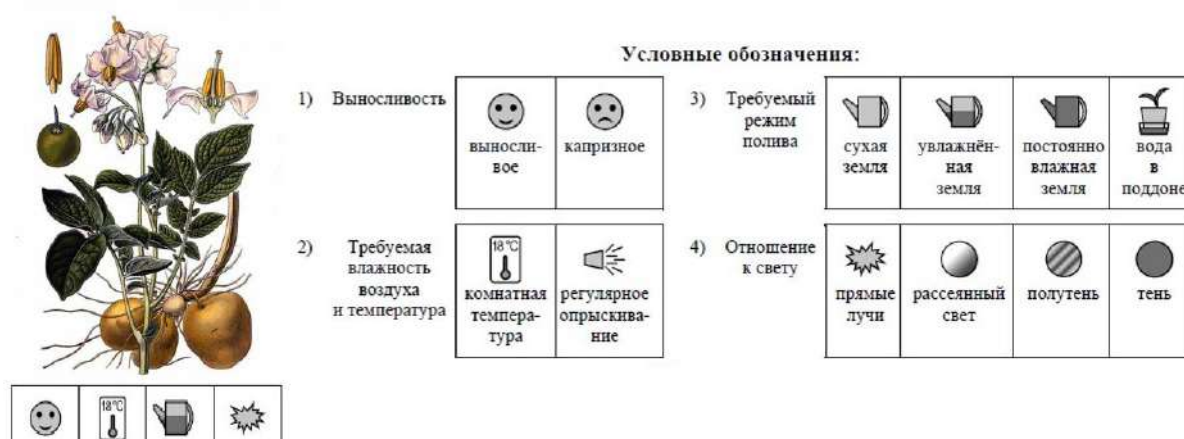 Условные обозначения:
1) Выносливость
выносли-
вое
капризное
2) Требуемая
влажность
воздуха
и температура
18 °C
комнатная
темпера-
тура
регулярное
опрыскива-
ние
3) Требуемый
режим
полива
сухая
земля
увлажнён-
ная
земля
постоянно
влажная
земля
вода
в
поддоне
4) Отношение
к свету
прямые
лучи
рассеянный
свет
полутень
тень
18 °C